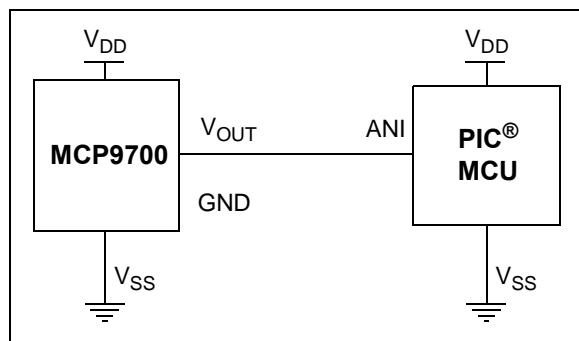 VDD
VDD
MCP9700
VOUT
ANI
PIC®
MCU
GND
VSS
VSS